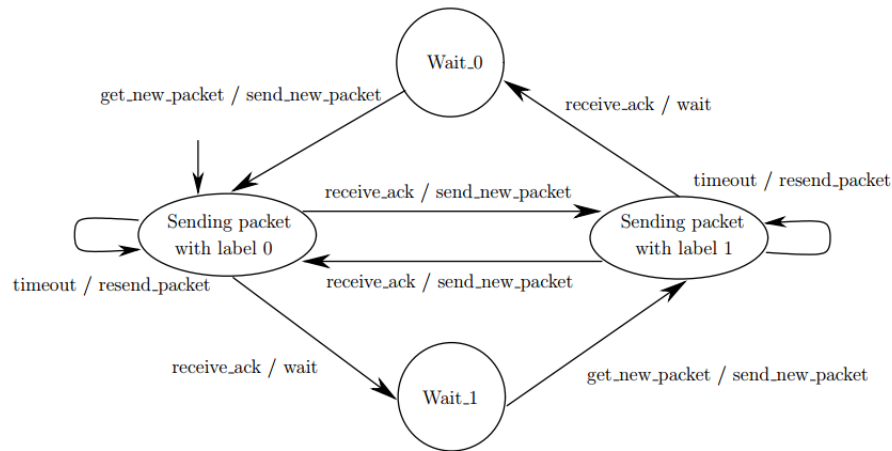 Wait_0
get_new_packet / send_new_packet
receive_ack / wait
timeout / resend_packet
receive_ack / send_new_packet
Sending packet
with label 0
Sending packet
with label 1
receive_ack / send_new_packet
timeout / resend_packet
receive_ack / wait
get_new_packet / send_new_packet
Wait_1